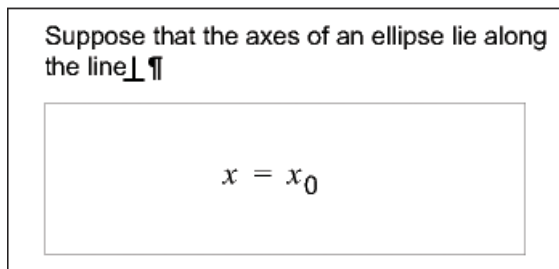 Suppose that the axes of an ellipse lie along
the line⊥ ¶
x = x₀